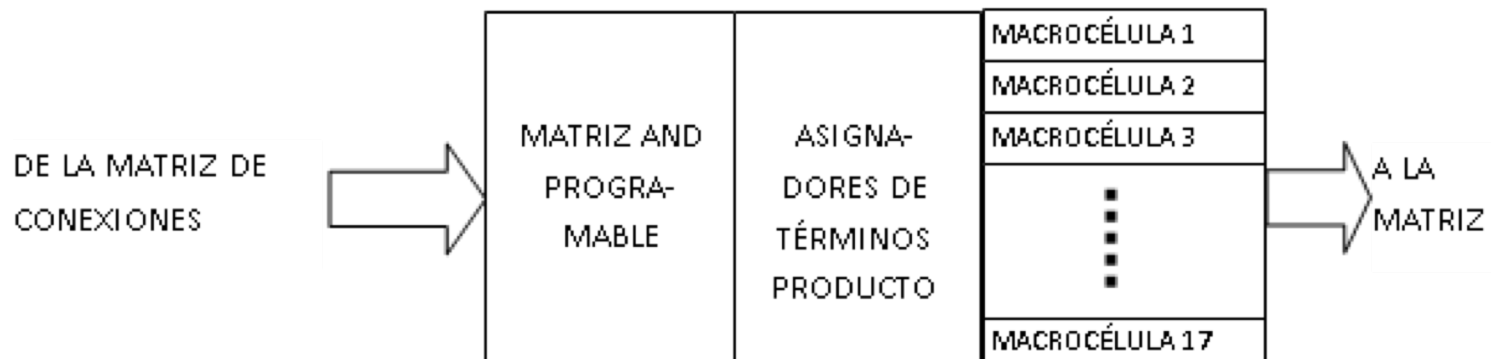 DE LA MATRIZ DE
CONEXIONES
MATRIZ AND
PROGRA-
MABLE
ASIGNA-
DORES DE
TÉRMINOS
PRODUCTO
MACROCÉLULA 1
MACROCÉLULA 2
MACROCÉLULA 3
MACROCÉLULA 17
A LA
MATRIZ